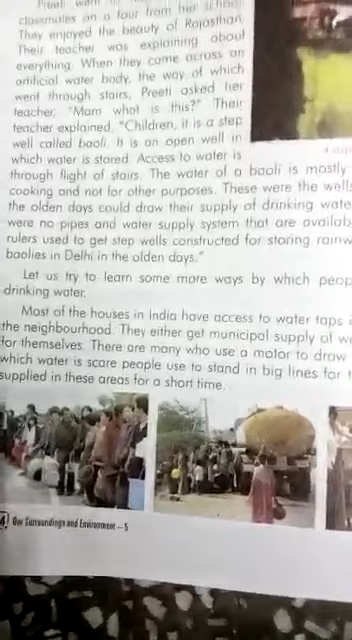 Preeti went
classmates on a tour from her school
They enjoyed the beauty of Rajasthan.
Their teacher was explaining about
everything. When they came across an
artificial water body, the way of which
went through stairs, Preeti asked her
teacher, "Mam what is this?" Their
teacher explained, "Children, it is a step
well called baoli. It is an open well in
which water is stored. Access to water is
through flight of stairs. The water of a baoli is mostly
cooking and not for other purposes. These were the wells
the olden days could draw their supply of drinking wate
were no pipes and water supply system that are availab
rulers used to get step wells constructed for storing rainw
baolies in Delhi in the olden days."
Let us try to learn some more ways by which peop
drinking water.
Most of the houses in India have access to water taps i
the neighbourhood. They either get municipal supply of w
for themselves. There are many who use a motor to draw
which water is scare people use to stand in big lines for t
supplied in these areas for a short time.
4 Our Surroundings and Environment – 5